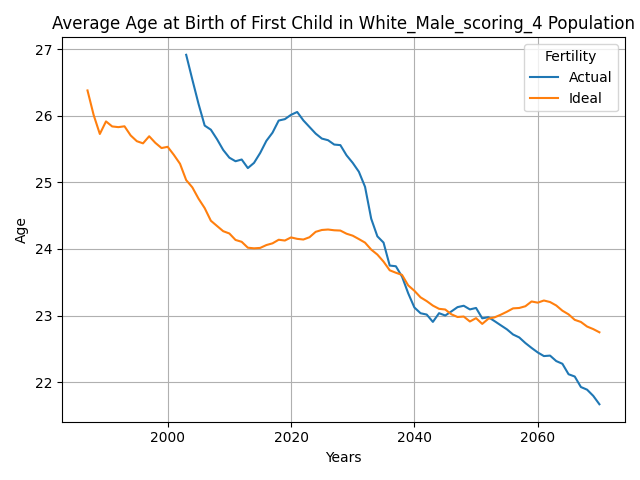 Average Age at Birth of First Child in White_Male_scoring_4 Population
Fertility
Actual
Ideal
27
26
25
24
23
22
Age
2000
2020
2040
2060
Years